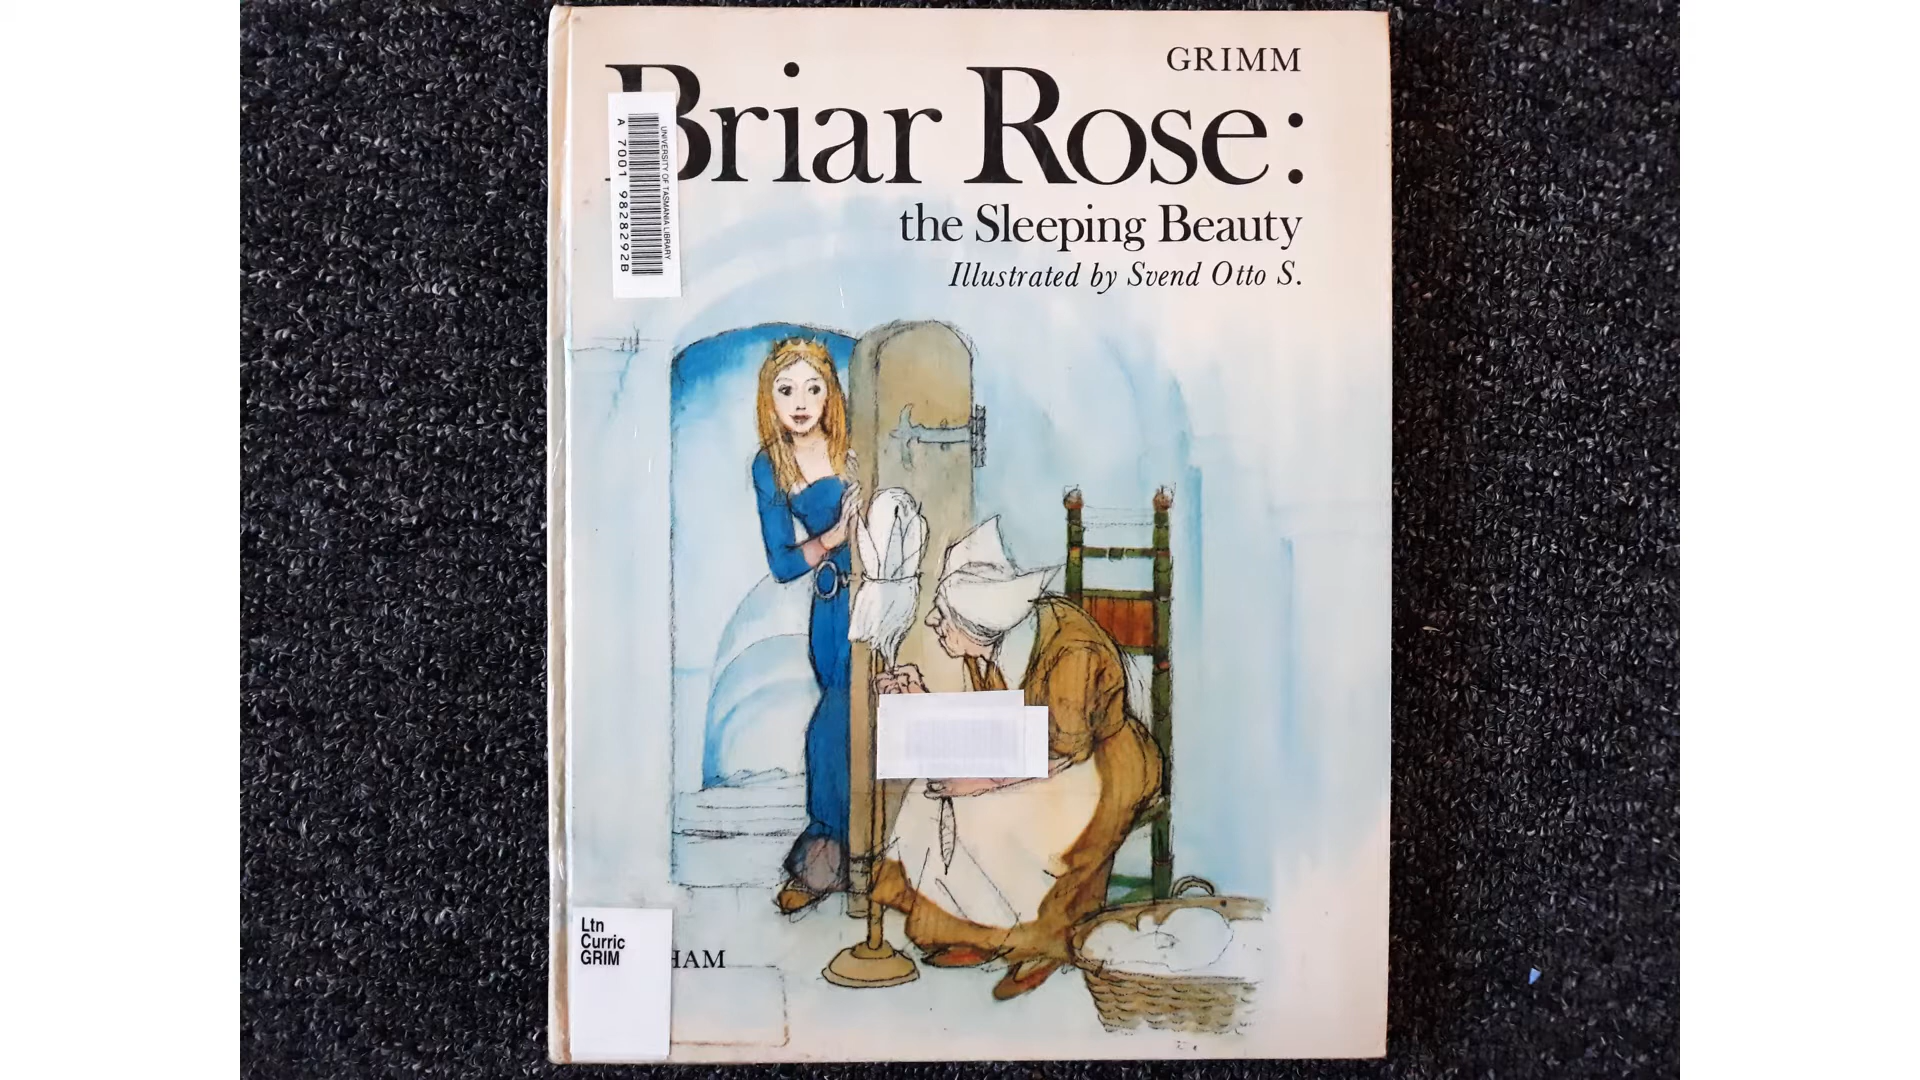 GRIMM
Briar Rose:
the Sleeping Beauty
Illustrated by Svend Otto S.
UNIVERSITY OF TASMANIA LIBRARY
A 7001 9828292B
Ltn
Curric
GRIM
HAM